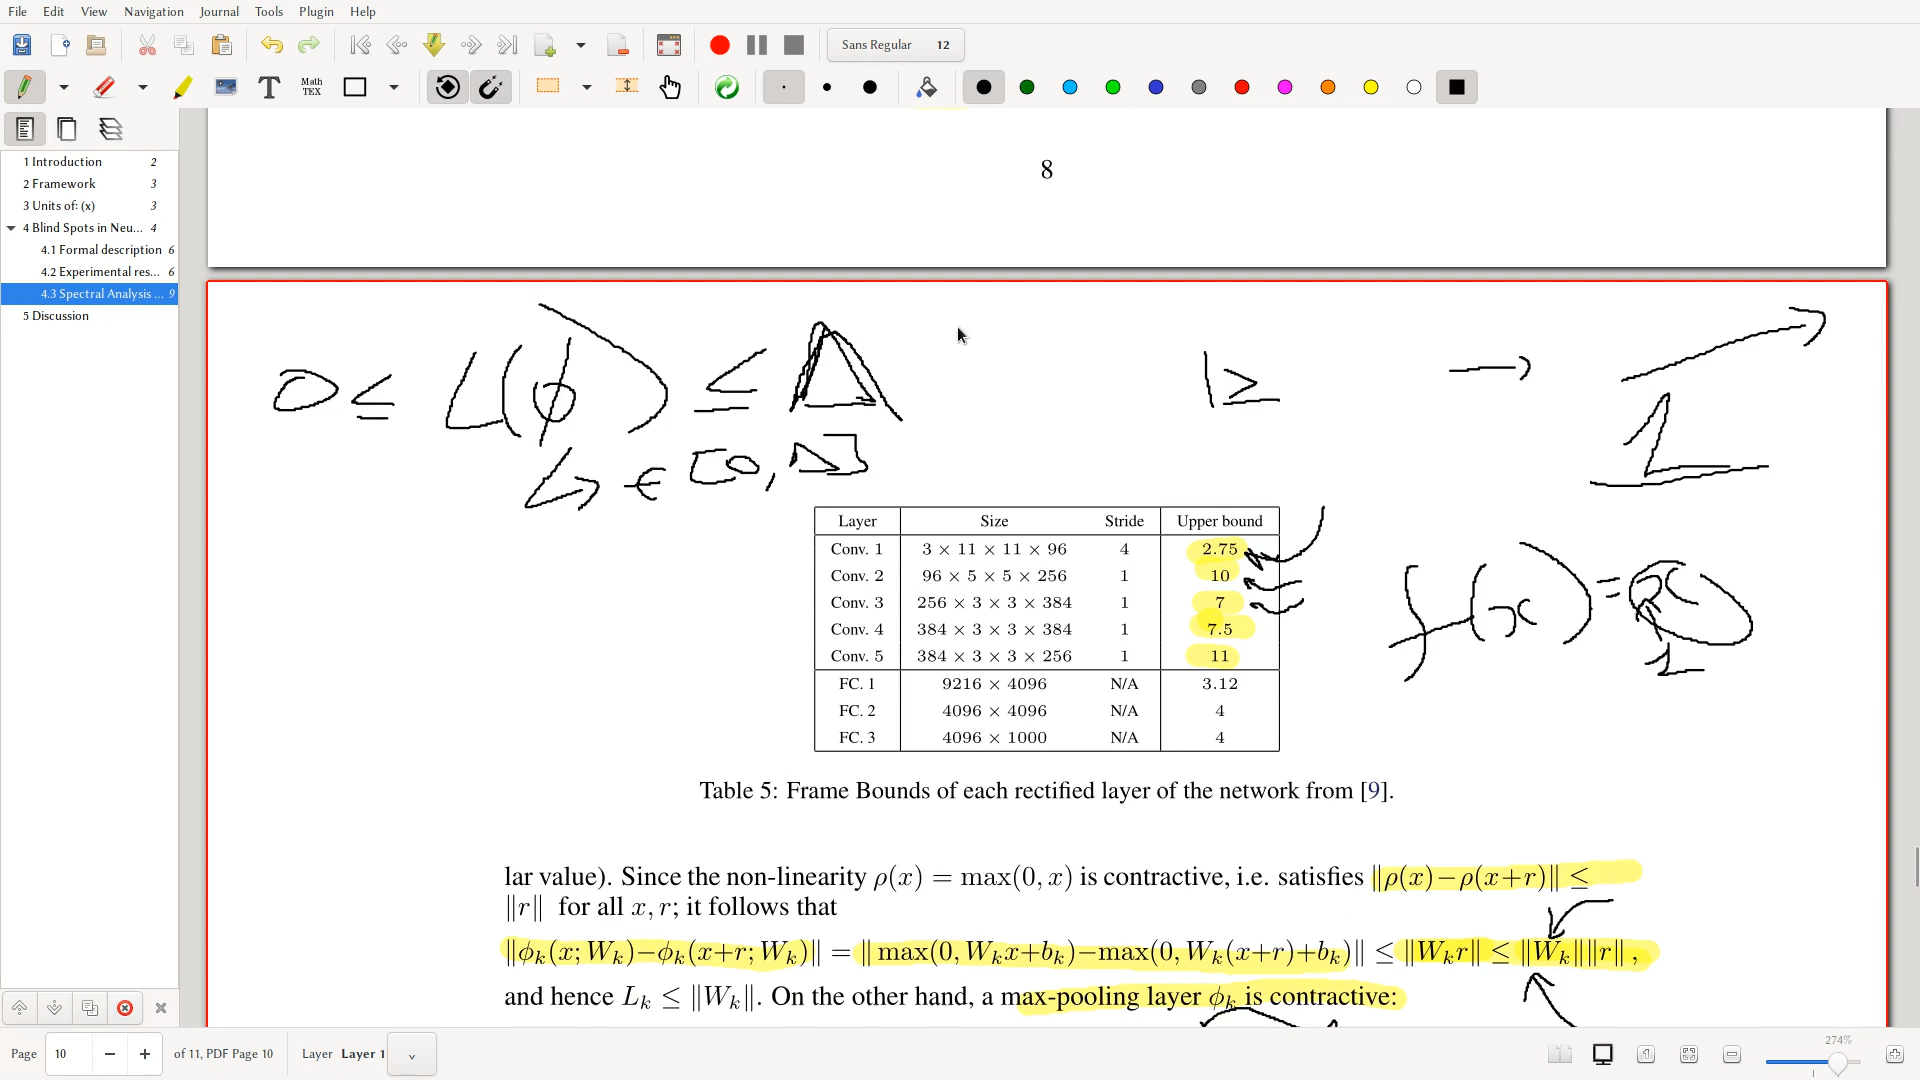 File Edit View Navigation Journal Tools Plugin Help
Sans Regular 12
Math TEX
1 Introduction 2
2 Framework 3
3 Units of: (x) 3
4 Blind Spots in Neu... 4
4.1 Formal description 6
4.2 Experimental res... 6
4.3 Spectral Analysis ... 9
5 Discussion
8
0 ≤ L(ϕ) ≤ Δ
↳ ∈ [0, Δ]
1 ≥ →
1
f(x) = x
1
Layer Size Stride Upper bound
Conv. 1 3 × 11 × 11 × 96 4 2.75
Conv. 2 96 × 5 × 5 × 256 1 10
Conv. 3 256 × 3 × 3 × 384 1 7
Conv. 4 384 × 3 × 3 × 384 1 7.5
Conv. 5 384 × 3 × 3 × 256 1 11
FC. 1 9216 × 4096 N/A 3.12
FC. 2 4096 × 4096 N/A 4
FC. 3 4096 × 1000 N/A 4
Table 5: Frame Bounds of each rectified layer of the network from [9].
lar value). Since the non-linearity ρ(x) = max(0, x) is contractive, i.e. satisfies ‖ρ(x)−ρ(x+r)‖ ≤
‖r‖ for all x, r; it follows that
‖ϕₖ(x; Wₖ)−ϕₖ(x+r; Wₖ)‖ = ‖ max(0, Wₖx+bₖ)−max(0, Wₖ(x+r)+bₖ)‖ ≤ ‖Wₖr‖ ≤ ‖Wₖ‖‖r‖ ,
and hence Lₖ ≤ ‖Wₖ‖. On the other hand, a max-pooling layer ϕₖ is contractive:
Page 10 of 11, PDF Page 10 Layer Layer 1 274%